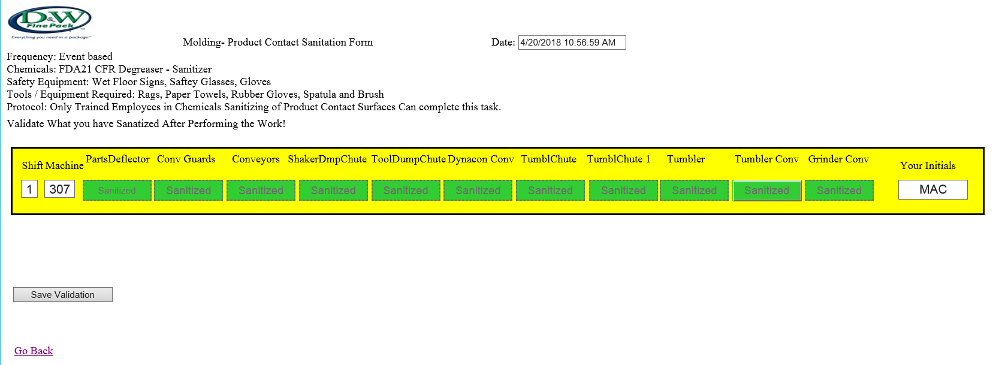 D&W
FinePack™
Everything you need in a package™
Molding- Product Contact Sanitation Form
Date: 4/20/2018 10:56:59 AM
Frequency: Event based
Chemicals: FDA21 CFR Degreaser - Sanitizer
Safety Equipment: Wet Floor Signs, Saftey Glasses, Gloves
Tools / Equipment Required: Rags, Paper Towels, Rubber Gloves, Spatula and Brush
Protocol: Only Trained Employees in Chemicals Sanitizing of Product Contact Surfaces Can complete this task.
Validate What you have Sanatized After Performing the Work!
Shift Machine PartsDeflector Conv Guards Conveyors ShakerDmpChute ToolDumpChute Dynacon Conv TumblChute TumblChute 1 Tumbler Tumbler Conv Grinder Conv Your Initials
1 307 Sanitized Sanitized Sanitized Sanitized Sanitized Sanitized Sanitized Sanitized Sanitized Sanitized Sanitized MAC
Save Validation
Go Back